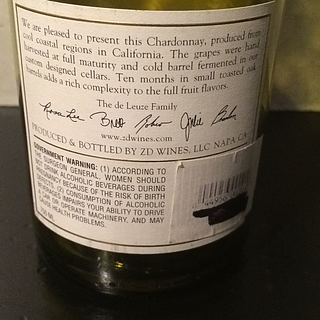 We are pleased to present this Chardonnay, produced from
cool coastal regions in California. The grapes were hand
harvested at full maturity and cold barrel fermented in our
custom designed cellars. Ten months in small toasted oak
barrels adds a rich complexity to the full fruit flavors.
The de Leuze Family
www.zdwines.com
PRODUCED & BOTTLED BY ZD WINES, LLC NAPA CA
GOVERNMENT WARNING: (1) ACCORDING TO
THE SURGEON GENERAL, WOMEN SHOULD
NOT DRINK ALCOHOLIC BEVERAGES DURING
PREGNANCY BECAUSE OF THE RISK OF BIRTH
DEFECTS. (2) CONSUMPTION OF ALCOHOLIC
BEVERAGES IMPAIRS YOUR ABILITY TO DRIVE
A CAR OR OPERATE MACHINERY, AND MAY
CAUSE HEALTH PROBLEMS.